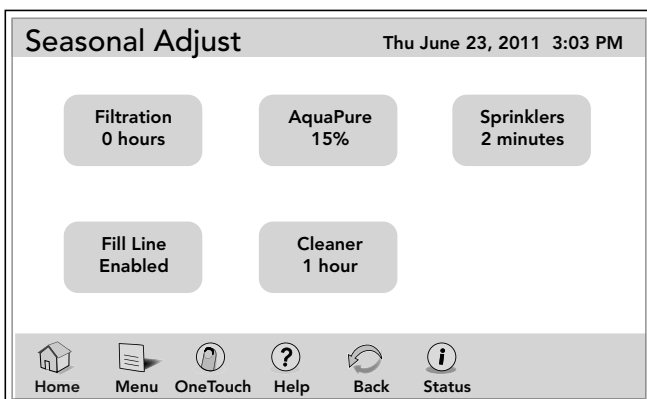 Seasonal Adjust
Thu June 23, 2011 3:03 PM
Filtration
0 hours
AquaPure
15%
Sprinklers
2 minutes
Fill Line
Enabled
Cleaner
1 hour
Home
Menu
OneTouch
?
Help
Back
i
Status